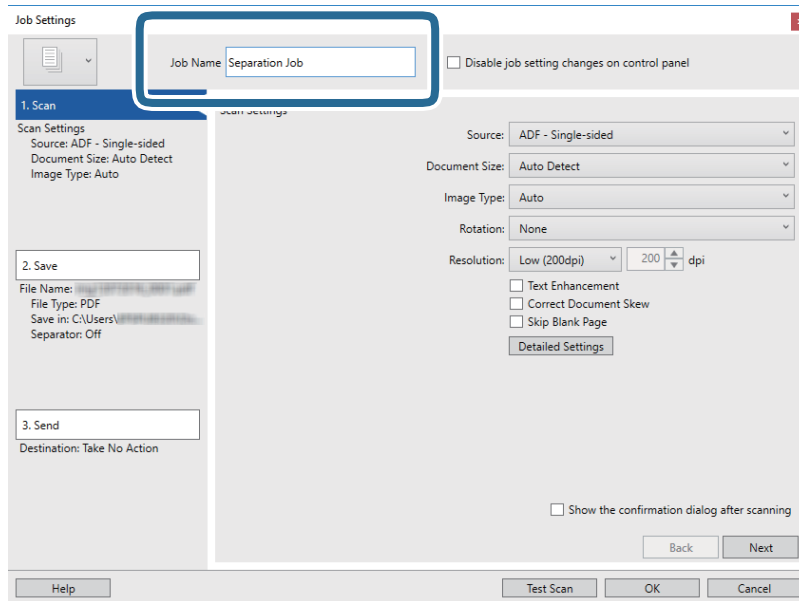 Job Settings
Job Name Separation Job
Disable job setting changes on control panel
1. Scan
Scan Settings
Source: ADF - Single-sided
Document Size: Auto Detect
Image Type: Auto
2. Save
File Name:
File Type: PDF
Save in: C:\Users\
Separator: Off
3. Send
Destination: Take No Action
Scan Settings
Source: ADF - Single-sided
Document Size: Auto Detect
Image Type: Auto
Rotation: None
Resolution: Low (200dpi) 200 dpi
Text Enhancement
Correct Document Skew
Skip Blank Page
Detailed Settings
Show the confirmation dialog after scanning
Back Next
Help Test Scan OK Cancel